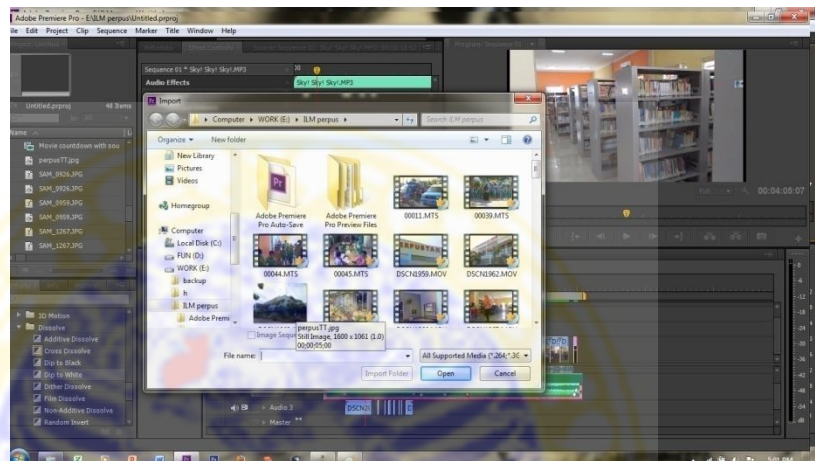 Adobe Premiere Pro - E:\ILM perpus\Untitled.prproj
File Edit Project Clip Sequence Marker Title Window Help
Sequence 01 * Sky! Sky! Sky!.MP3
Audio Effects
Sky! Sky! Sky!.MP3
Untitled.prproj
48 Items
Name
Movie countdown with sou
perpusTT.jpg
SAM_0926.JPG
SAM_0926.JPG
SAM_0959.JPG
SAM_0959.JPG
SAM_1267.JPG
SAM_1267.JPG
3D Motion
Dissolve
Additive Dissolve
Cross Dissolve
Dip to Black
Dip to White
Dither Dissolve
Film Dissolve
Non-Additive Dissolve
Random Invert
Import
Computer
WORK (E:)
ILM perpus
Search ILM perpus
Organize
New folder
New Library
Pictures
Videos
Homegroup
Computer
Local Disk (C:)
FUN (D:)
WORK (E:)
backup
h
ILM perpus
Adobe Premi
Adobe Premiere
Pro Auto-Save
Adobe Premiere
Pro Preview Files
00011.MTS
00039.MTS
00044.MTS
00045.MTS
DSCN1959.MOV
DSCN1962.MOV
perpusTT.jpg
Still Image, 1600 x 1061 (1.0)
00;00;05;00
Image Sequ
File name:
All Supported Media (*.264;*.3G
Import Folder
Open
Cancel
00:04:05:07
Audio 3
Master
5:01 PM